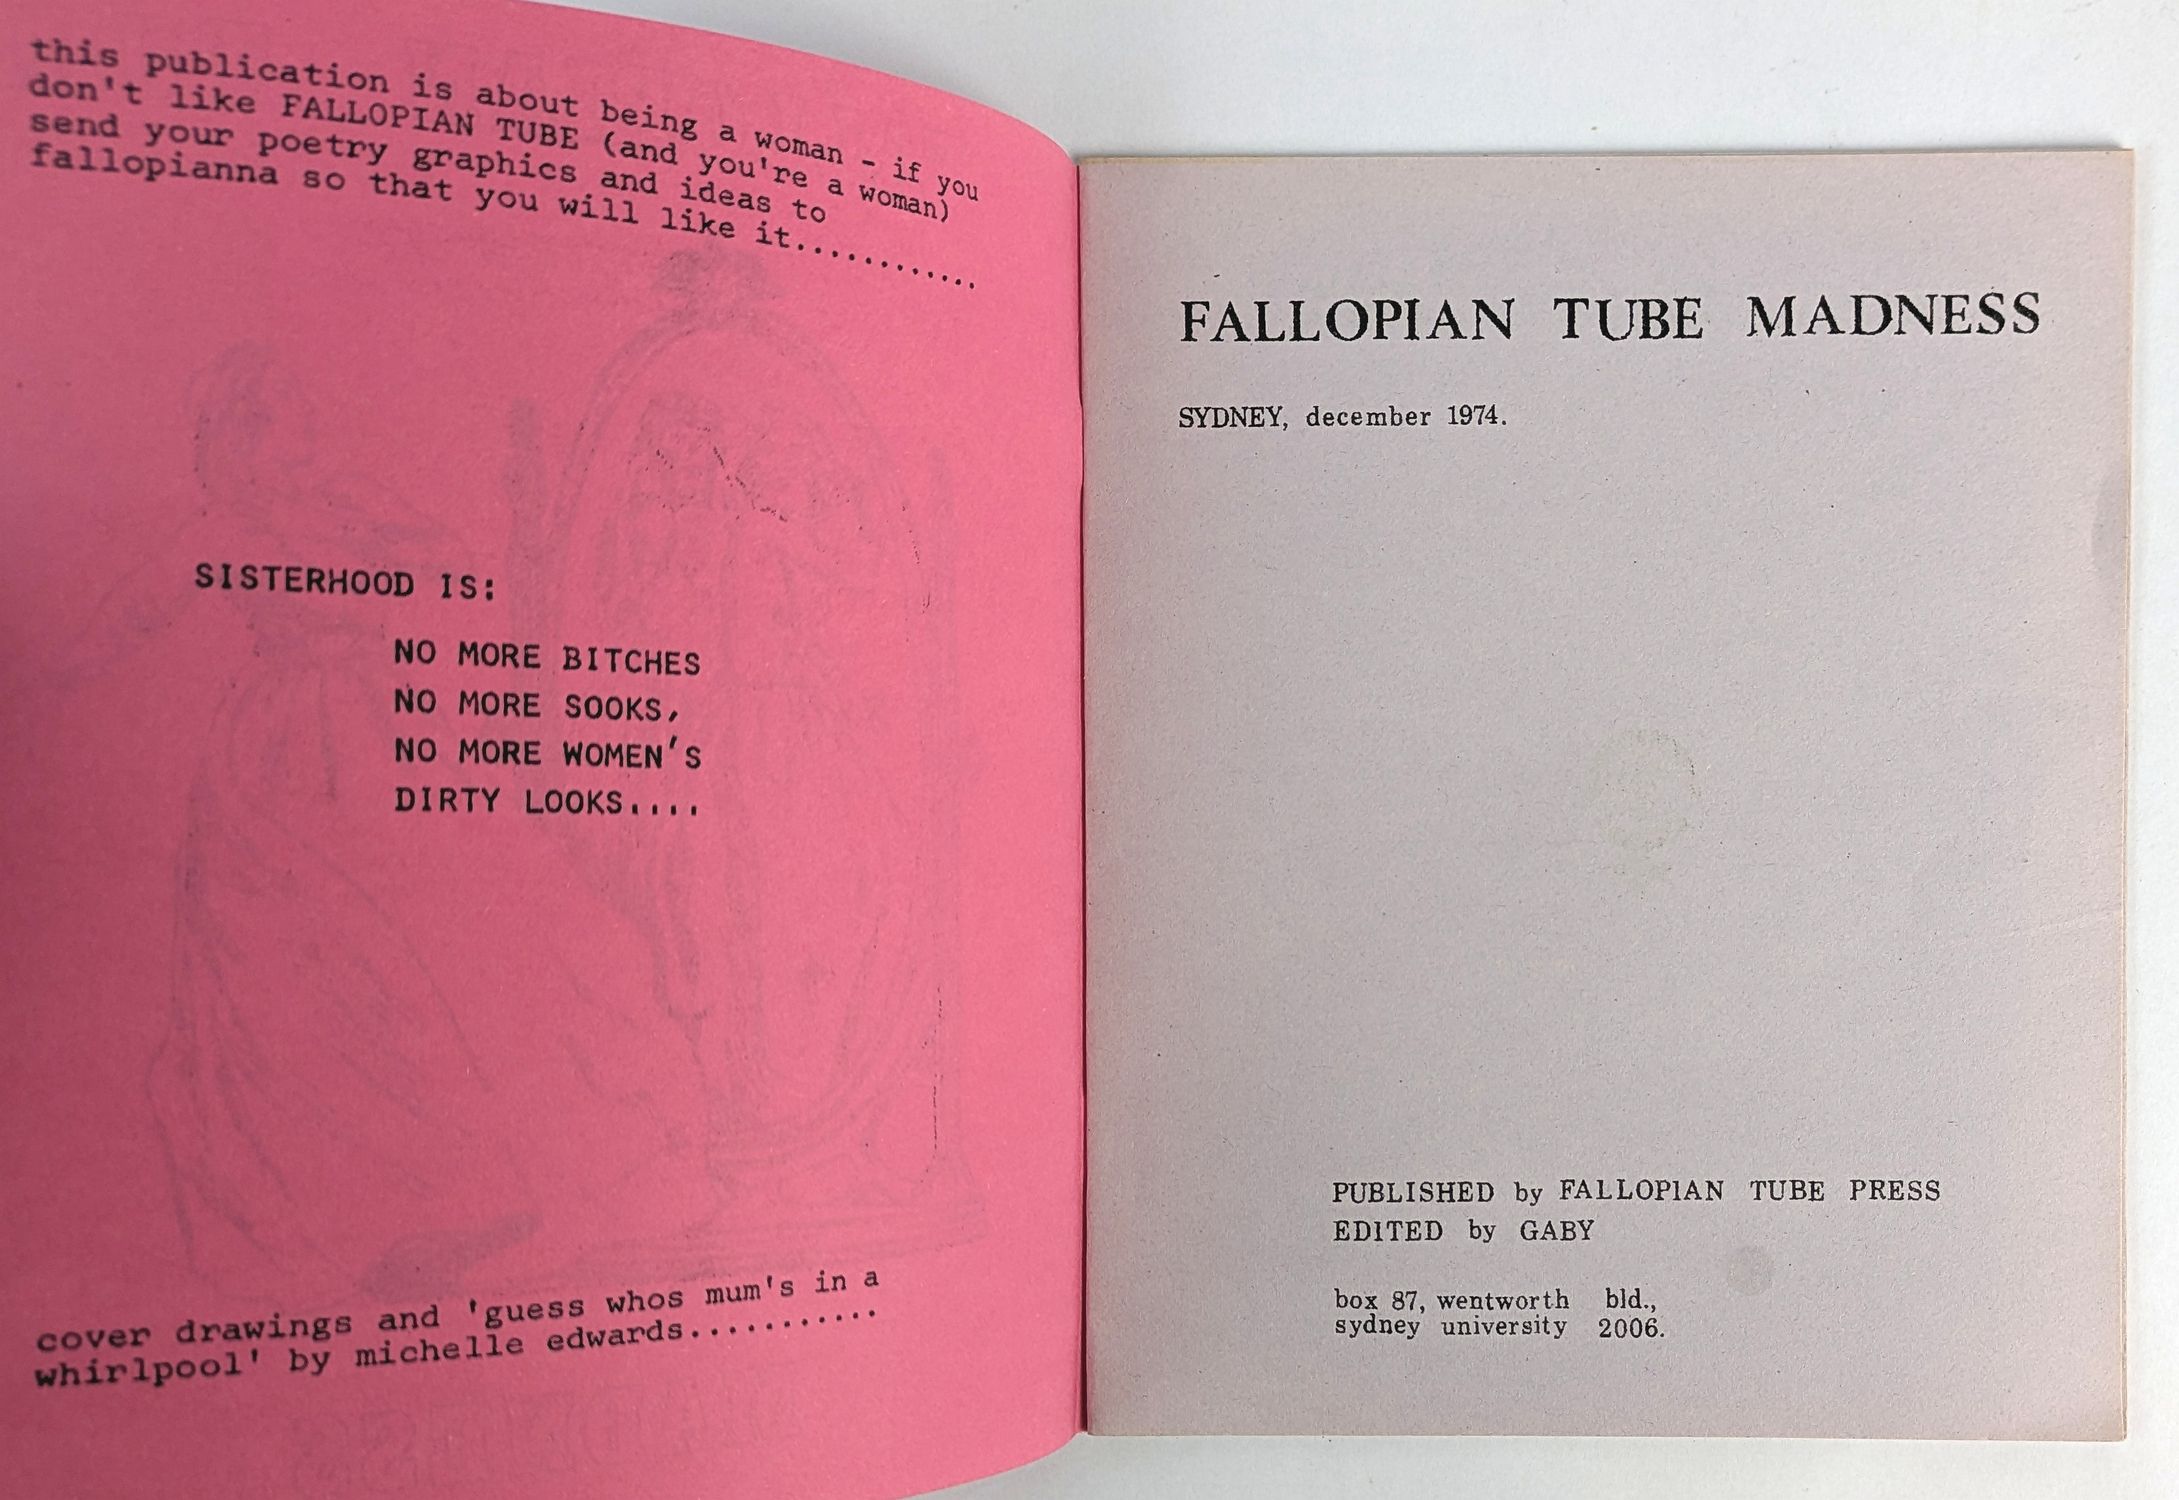 this publication is about being a woman - if you
don't like FALLOPIAN TUBE (and you're a woman)
send your poetry graphics and ideas to
fallopianna so that you will like it............
SISTERHOOD IS:
NO MORE BITCHES
NO MORE SOOKS,
NO MORE WOMEN'S
DIRTY LOOKS....
cover drawings and 'guess whos mum's in a
whirlpool' by michelle edwards...........
FALLOPIAN TUBE MADNESS
SYDNEY, december 1974.
PUBLISHED by FALLOPIAN TUBE PRESS
EDITED by GABY
box 87, wentworth bld.,
sydney university 2006.